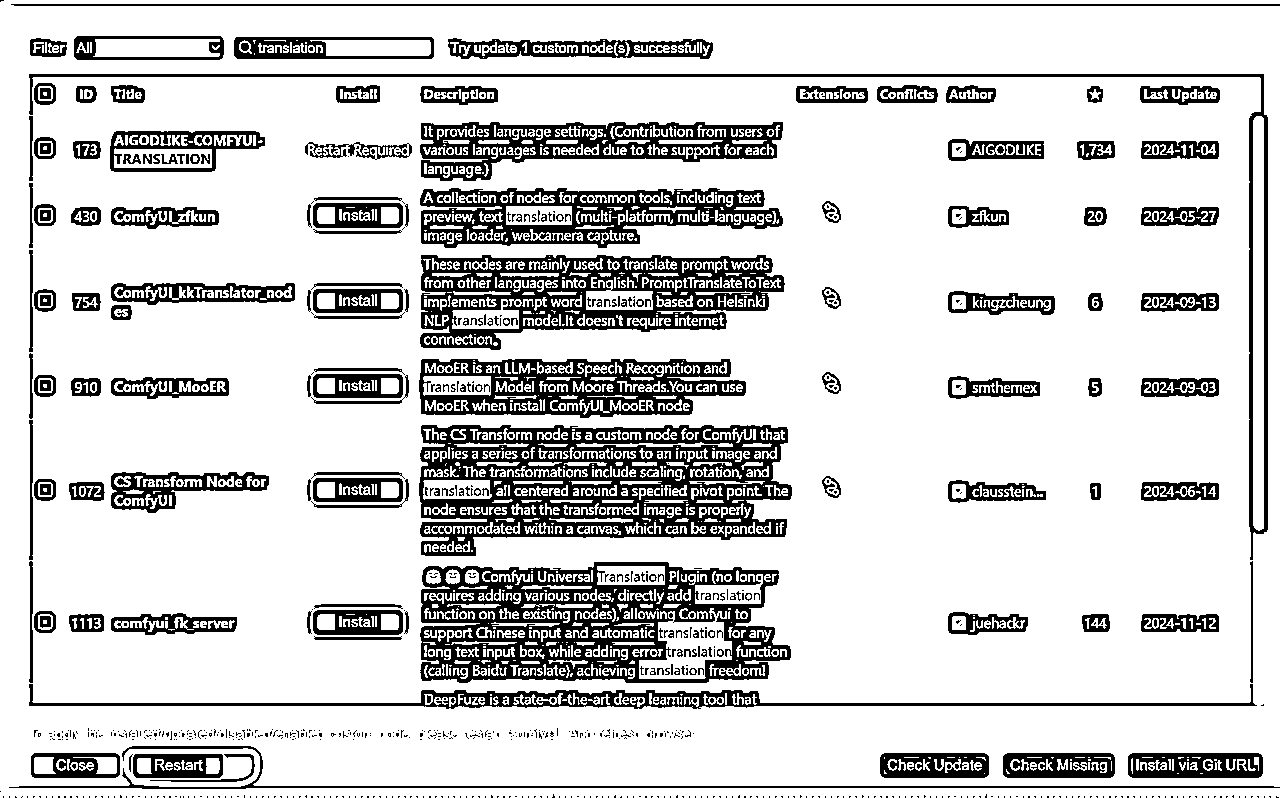 Filter All translation Try update 1 custom node(s) successfully
ID Title Install Description Extensions Conflicts Author ★ Last Update
173 AIGODLIKE-COMFYUI-TRANSLATION Restart Required It provides language settings. (Contribution from users of various languages is needed due to the support for each language.) AIGODLIKE 1,734 2024-11-04
430 ComfyUI_zfkun Install A collection of nodes for common tools, including text preview, text translation (multi-platform, multi-language), image loader, webcamera capture. zfkun 20 2024-05-27
754 ComfyUI_kkTranslator_nodes Install These nodes are mainly used to translate prompt words from other languages into English. PromptTranslateToText implements prompt word translation based on Helsinki NLP translation model.It doesn't require internet connection. kingzcheung 6 2024-09-13
910 ComfyUI_MooER Install MooER is an LLM-based Speech Recognition and Translation Model from Moore Threads.You can use MooER when install ComfyUI_MooER node smthemex 5 2024-09-03
1072 CS Transform Node for ComfyUI Install The CS Transform node is a custom node for ComfyUI that applies a series of transformations to an input image and mask. The transformations include scaling, rotation, and translation, all centered around a specified pivot point. The node ensures that the transformed image is properly accommodated within a canvas, which can be expanded if needed. clausstein... 1 2024-06-14
1113 comfyui_fk_server Install 🤗🤗🤗Comfyui Universal Translation Plugin (no longer requires adding various nodes, directly add translation function on the existing nodes), allowing Comfyui to support Chinese input and automatic translation for any long text input box, while adding error translation function (calling Baidu Translate), achieving translation freedom! juehackr 144 2024-11-12
DeepFuze is a state-of-the-art deep learning tool that
Close Restart Check Update Check Missing Install via Git URL